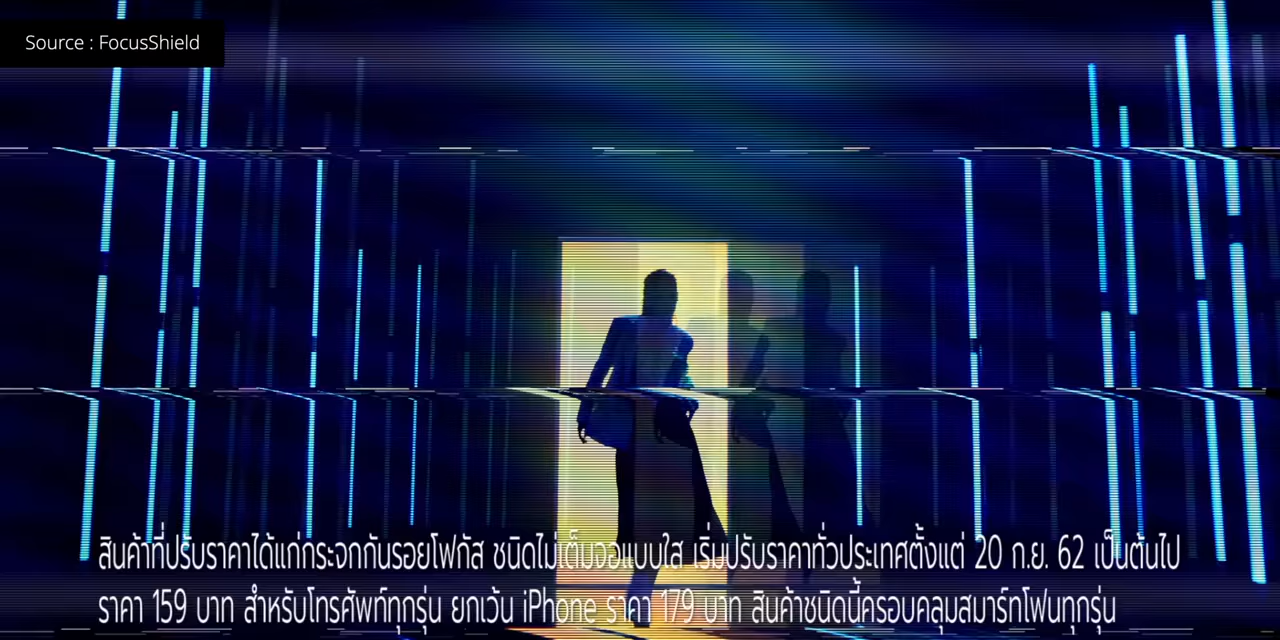 Source : FocusShield
สินค้าที่ปรับราคาได้แก่กระจกกันรอยโฟกัส ชนิดไม่เต็มจอแบบใส เริ่มปรับราคาทั่วประเทศตั้งแต่ 20 ก.ย. 62 เป็นต้นไป
ราคา 159 บาท สำหรับโทรศัพท์ทุกรุ่น ยกเว้น iPhone ราคา 179 บาท สินค้าชนิดนี้ครอบคลุมสมาร์ทโฟนทุกรุ่น